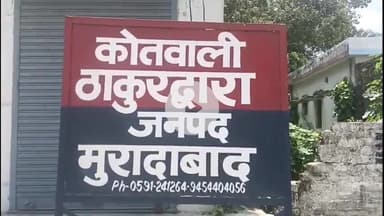 कोतवाली
ठाकुरद्वारा
जनपद
मुरादाबाद
Ph-0591-241264-9454404056